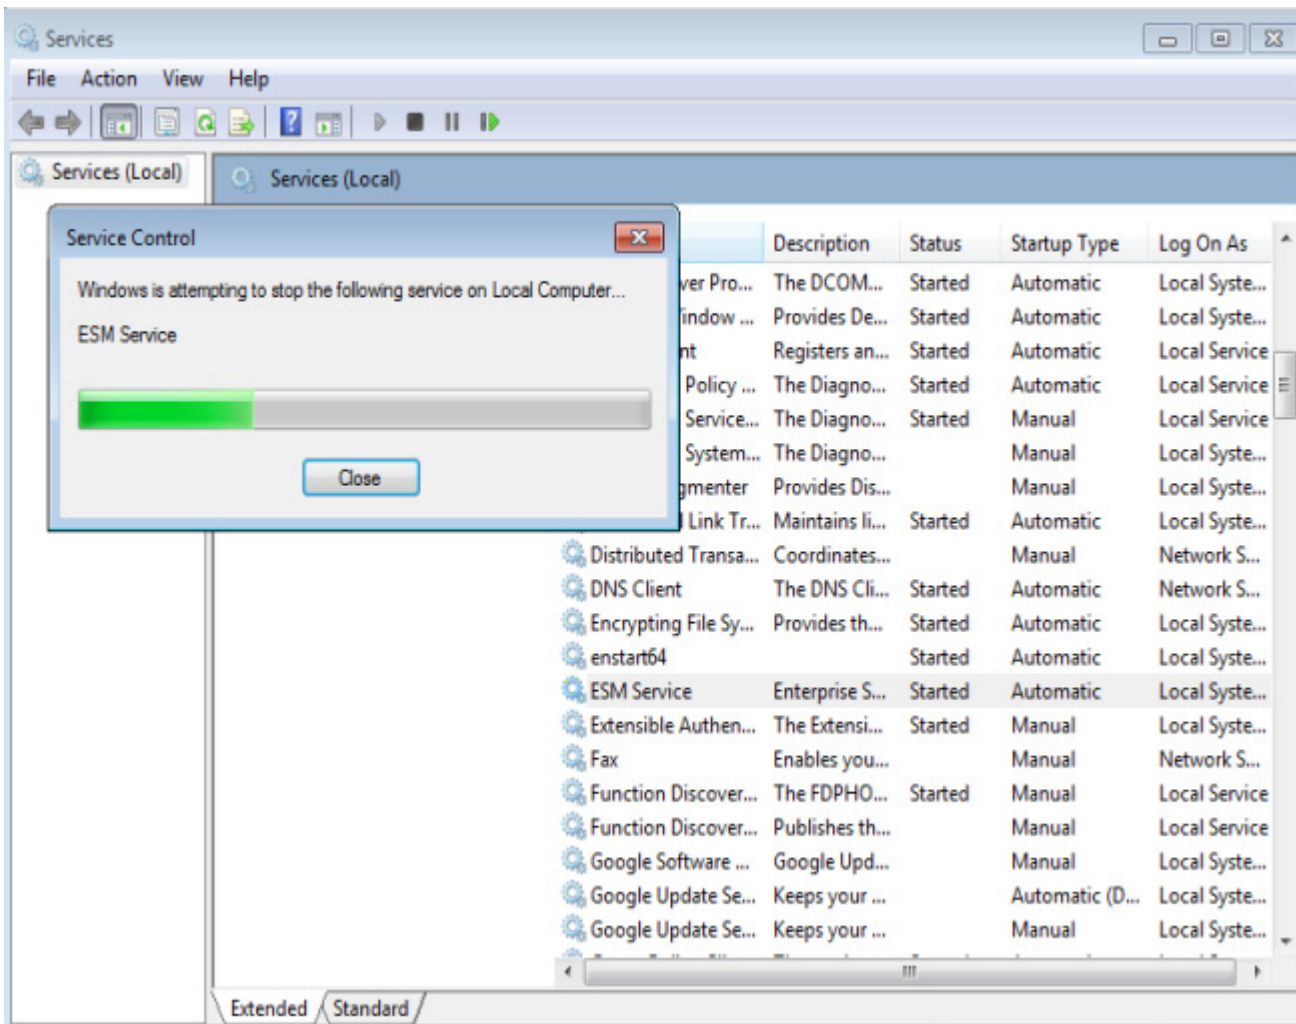 Services
File Action View Help
Services (Local)
Services (Local)
Service Control
Windows is attempting to stop the following service on Local Computer...
ESM Service
Close
Description Status Startup Type Log On As
ver Pro... The DCOM... Started Automatic Local Syste...
indow ... Provides De... Started Automatic Local Syste...
nt Registers an... Started Automatic Local Service
Policy ... The Diagno... Started Automatic Local Service
Service... The Diagno... Started Manual Local Service
System... The Diagno... Manual Local Syste...
gmenter Provides Dis... Manual Local Syste...
Link Tr... Maintains li... Started Automatic Local Syste...
Distributed Transa... Coordinates... Manual Network S...
DNS Client The DNS Cli... Started Automatic Network S...
Encrypting File Sy... Provides th... Started Automatic Local Syste...
enstart64 Started Automatic Local Syste...
ESM Service Enterprise S... Started Automatic Local Syste...
Extensible Authen... The Extensi... Started Manual Local Syste...
Fax Enables you... Manual Network S...
Function Discover... The FDPHO... Started Manual Local Service
Function Discover... Publishes th... Manual Local Service
Google Software ... Google Upd... Manual Local Syste...
Google Update Se... Keeps your ... Automatic (D... Local Syste...
Google Update Se... Keeps your ... Manual Local Syste...
Extended Standard